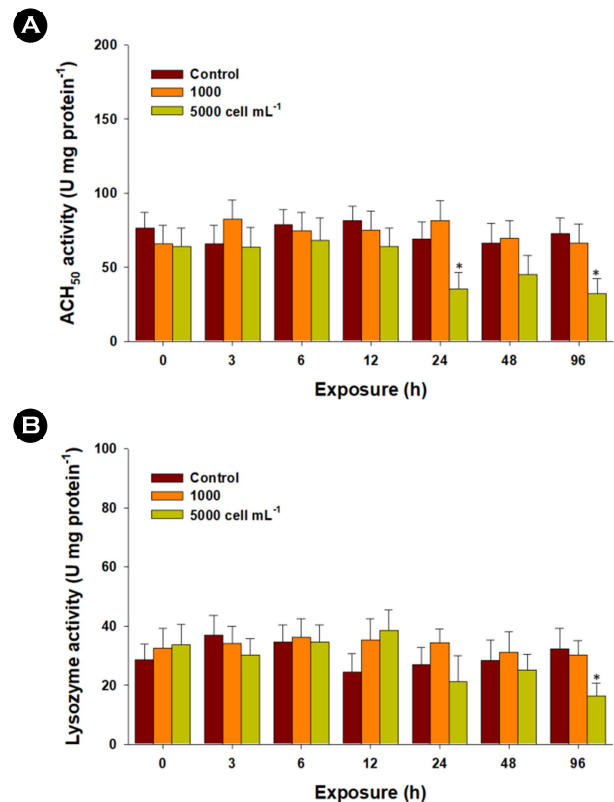 A
200
150
100
50
0
ACH₅₀ activity (U mg protein⁻¹)
Control
1000
5000 cell mL⁻¹
*
*
0 3 6 12 24 48 96
Exposure (h)
B
100
80
60
40
20
0
Lysozyme activity (U mg protein⁻¹)
Control
1000
5000 cell mL⁻¹
*
0 3 6 12 24 48 96
Exposure (h)